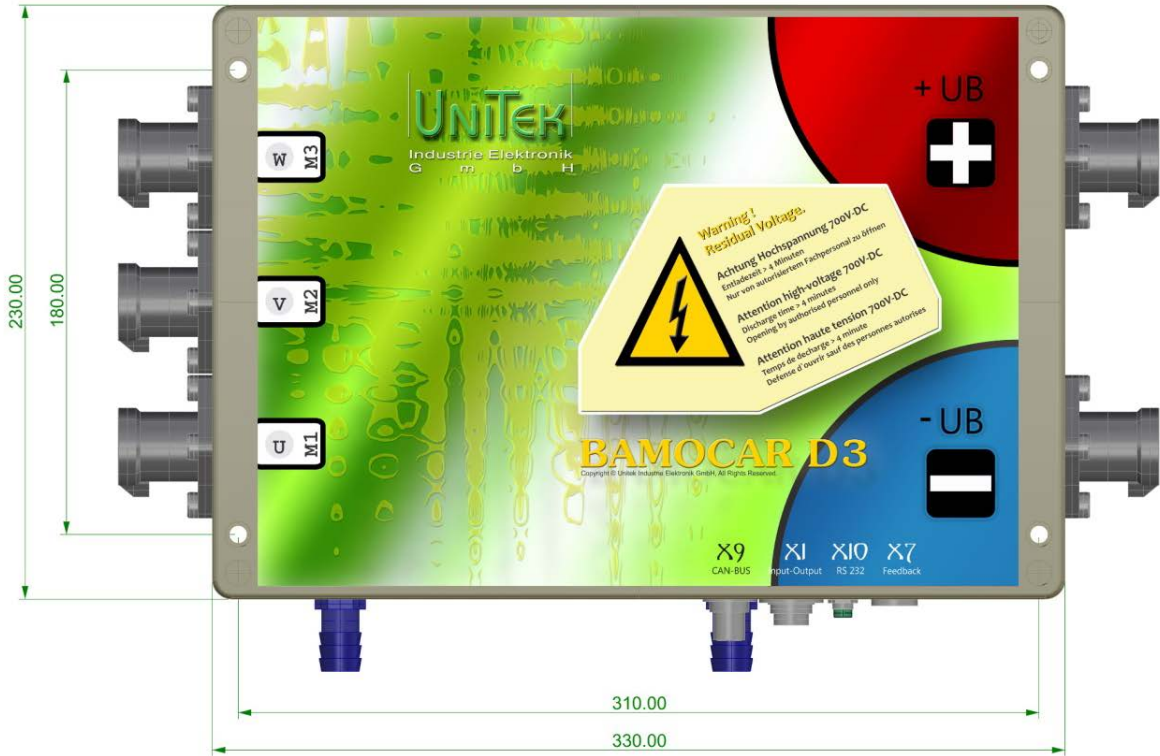 UNITEK
Industrie Elektronik
G m b H
+ UB
W M3
V M2
U M1
Warning !
Residual Voltage.
Achtung Hochspannung 700V-DC
Entladezeit > 4 Minuten
Nur von autorisiertem Fachpersonal zu öffnen
Attention high-voltage 700V-DC
Discharge time > 4 minutes
Opening by authorised personnel only
Attention haute tension 700V-DC
Temps de decharge > 4 minute
Defense d'ouvrir sauf des personnes autorises
- UB
BAMOCAR D3
Copyright © Unitek Industrie Elektronik GmbH, All Rights Reserved.
X9 X1 X10 X7
CAN-BUS Input-Output RS 232 Feedback
230.00
180.00
310.00
330.00